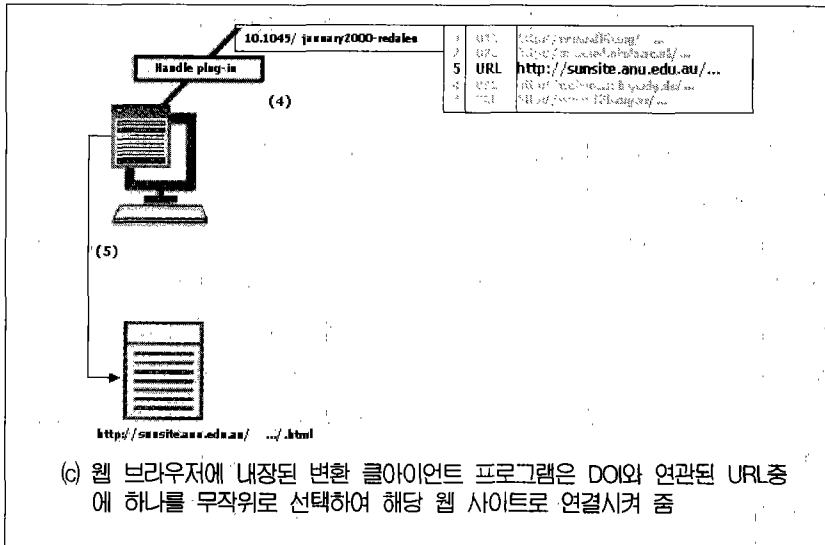 10.1045/ january2000-redalen
Handle plug-in
5 URL http://sunsite.anu.edu.au/...
(4)
(5)
http://sunsite.anu.edu.au/ .../.html
(c) 웹 브라우저에 내장된 변환 클아이언트 프로그램은 DOI와 연관된 URL중
에 하나를 무작위로 선택하여 해당 웹 사이트로 연결시켜 줌